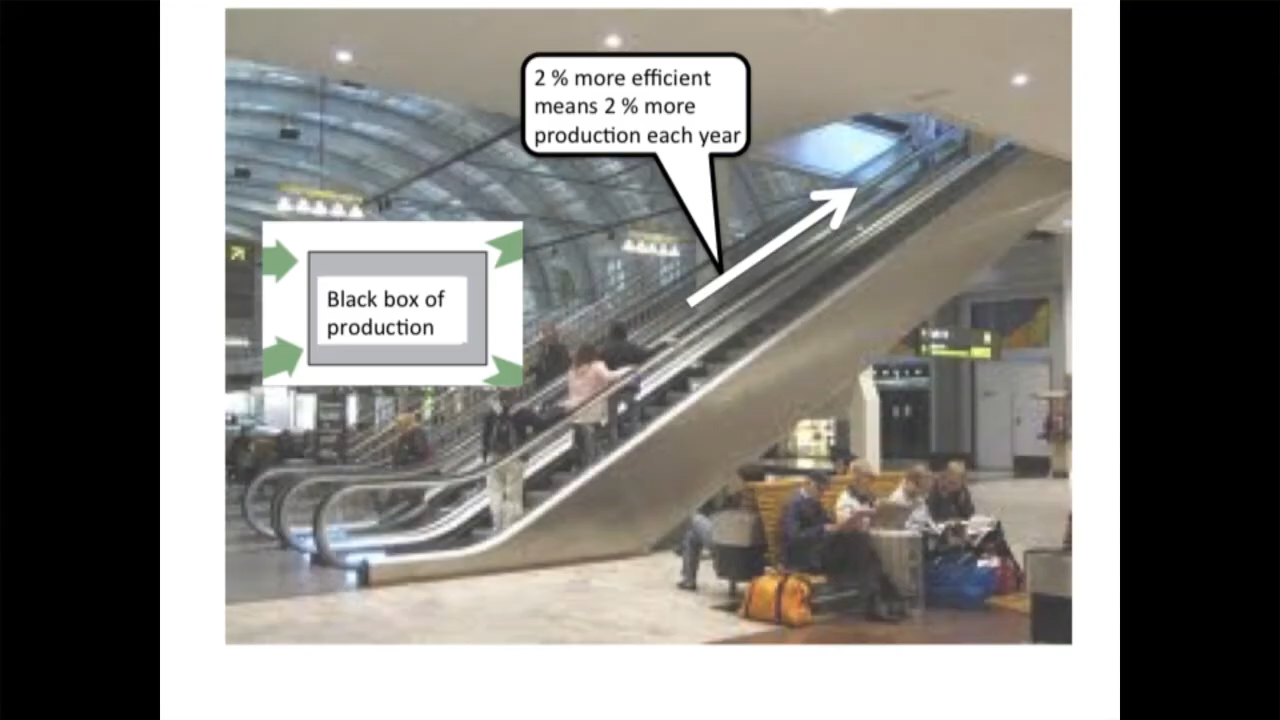 2 % more efficient
means 2 % more
production each year
Black box of
production